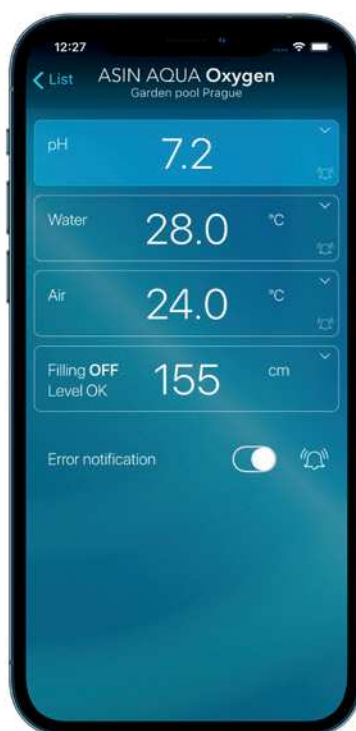 12:27
List
ASIN AQUA Oxygen
Garden pool Prague
pH
7.2
Water
28.0
°C
Air
24.0
°C
Filling OFF
Level OK
155
cm
Error notification